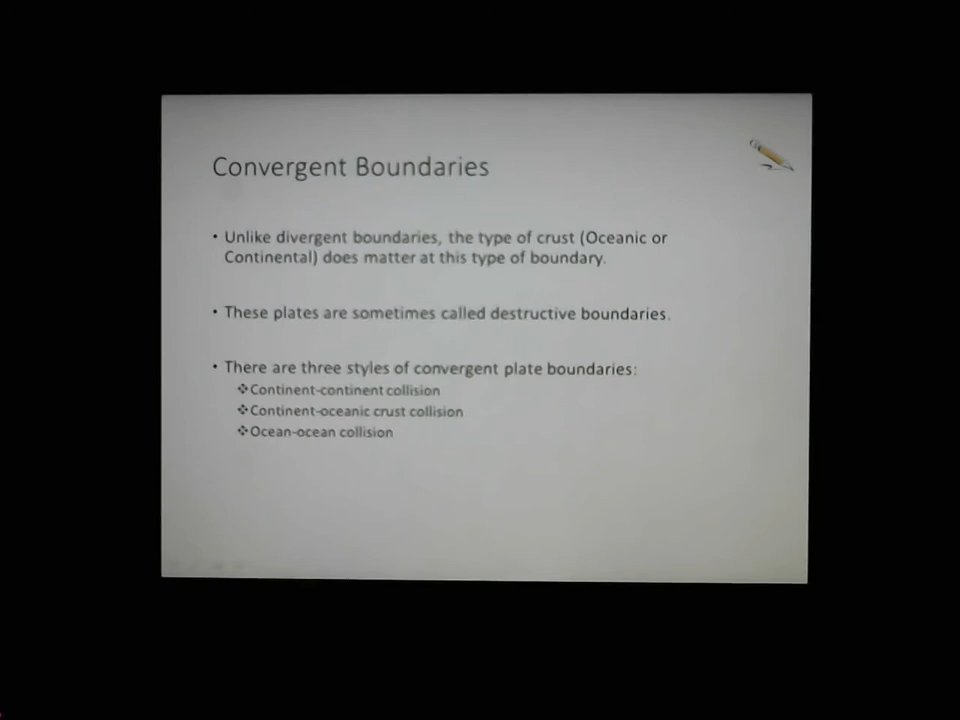 Convergent Boundaries
• Unlike divergent boundaries, the type of crust (Oceanic or
Continental) does matter at this type of boundary.
• These plates are sometimes called destructive boundaries.
• There are three styles of convergent plate boundaries:
❖Continent-continent collision
❖Continent-oceanic crust collision
❖Ocean-ocean collision